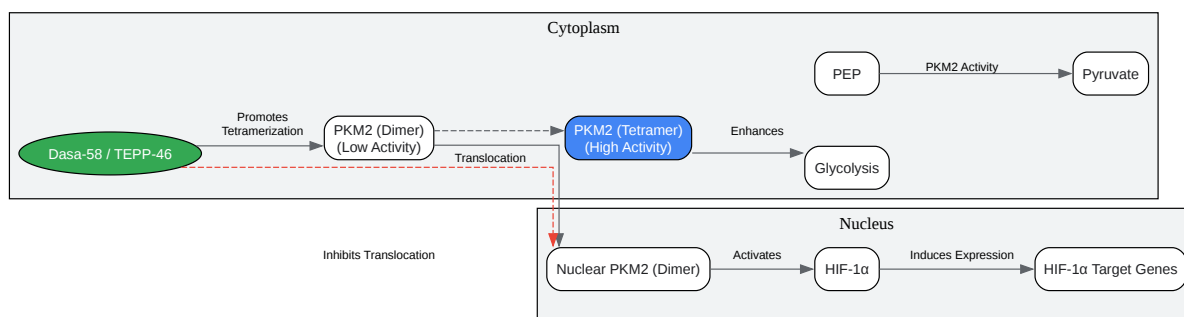 Cytoplasm
PEP
PKM2 Activity
Pyruvate
Dasa-58 / TEPP-46
Promotes
Tetramerization
PKM2 (Dimer)
(Low Activity)
Translocation
PKM2 (Tetramer)
(High Activity)
Enhances
Glycolysis
Nucleus
Inhibits Translocation
Nuclear PKM2 (Dimer)
Activates
HIF-1α
Induces Expression
HIF-1α Target Genes